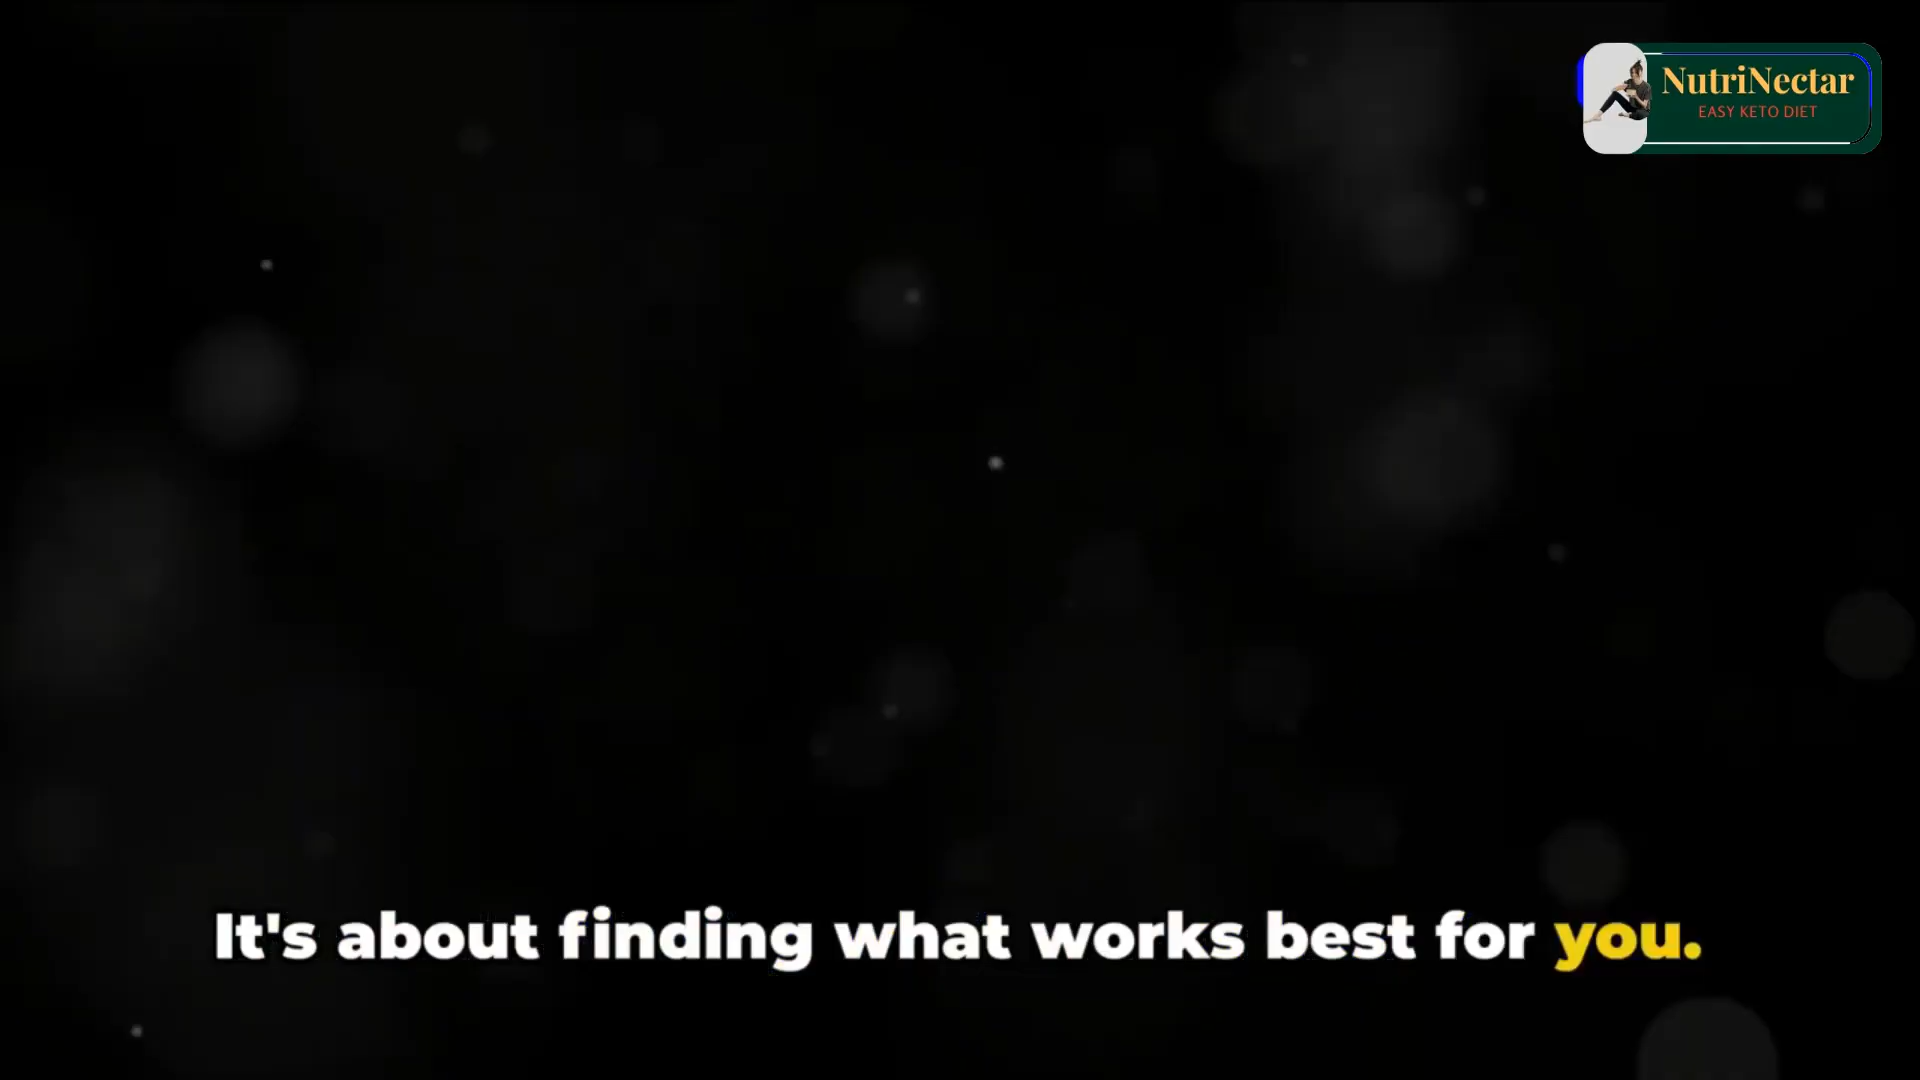 NutriNectar
EASY KETO DIET
It's about finding what works best for you.